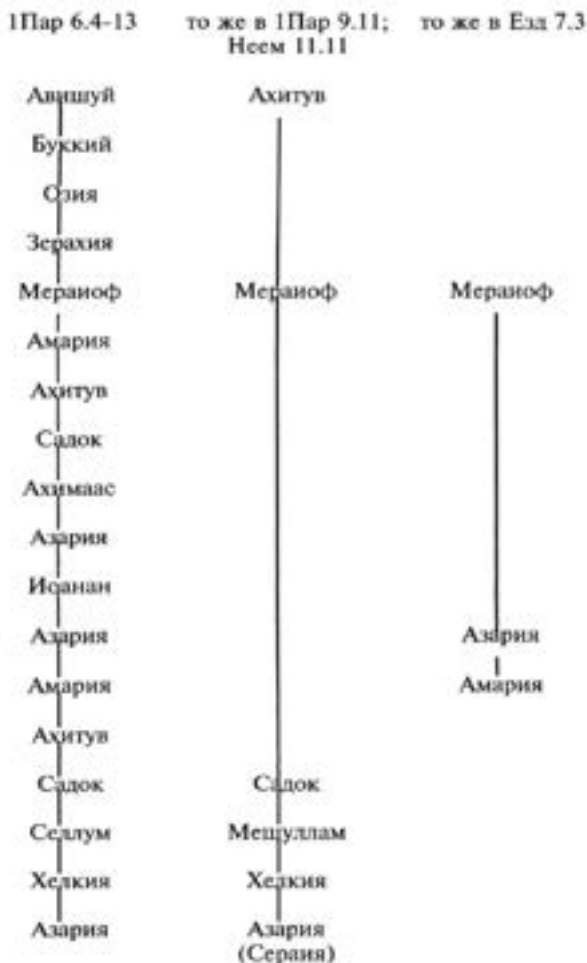 1Пар 6.4-13 то же в 1Пар 9.11; то же в Езд 7.3
Неем 11.11
Авишуй Ахитув
Буккий
Озия
Зерахия
Мераиоф Мераиоф Мераиоф
Амария
Ахитув
Садок
Ахимаас
Азария
Иоанан
Азария Азария
Амария Амария
Ахитув
Садок Садок
Селлум Мешуллам
Хелкия Хелкия
Азария Азария
(Сераия)